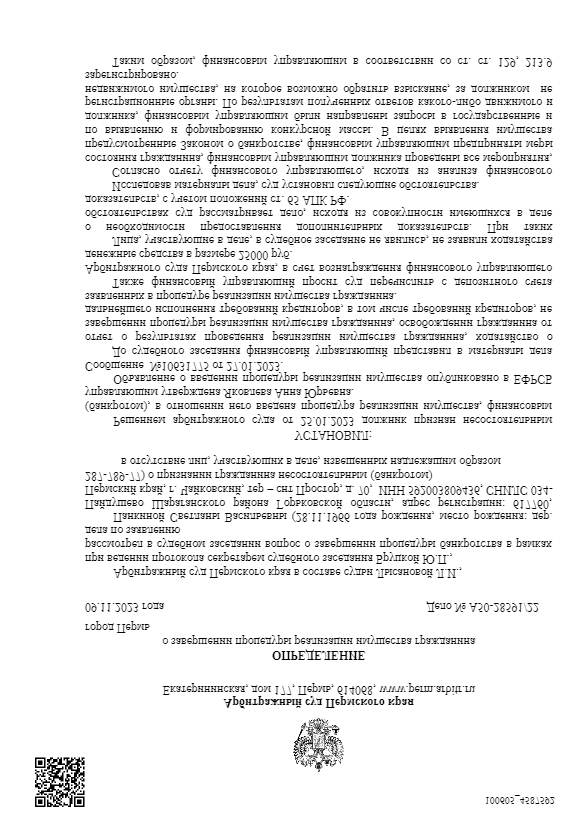 100605_4587592
Арбитражный суд Пермского края
Екатерининская, дом 177, Пермь, 614068, www.perm.arbitr.ru
ОПРЕДЕЛЕНИЕ
о завершении процедуры реализации имущества гражданина
город Пермь
09.11.2023 года Дело № А50-28591/22
Арбитражный суд Пермского края в составе судьи Лысановой Л.И.,
при ведении протокола секретарем судебного заседания Бруцкой Ю.П.,
рассмотрел в судебном заседании вопрос о завершении процедуры банкротства в рамках
дела по заявлению
Панкиной Светланы Васильевны (28.11.1966 года рождения, место рождения: дер.
Пайдушево Шарангского района Горьковской области, адрес регистрации: 617760,
Пермский край, г. Чайковский, тер – снт Простор, д. 70, ИНН 592003809436, СНИЛС 034-
287-789-77) о признании гражданина несостоятельным (банкротом)
в отсутствие лиц, участвующих в деле, извещенных надлежащим образом
УСТАНОВИЛ:
Решением арбитражного суда от 25.01.2023 должник признан несостоятельным
(банкротом), в отношении него введена процедура реализации имущества, финансовым
управляющим утверждена Яковлева Анна Юрьевна.
Объявление о введении процедуры реализации имущества опубликовано в ЕФРСБ
Сообщение №10631775 от 27.01.2023.
До судебного заседания финансовый управляющий представил в материалы дела
отчет о результатах проведения реализации имущества гражданина, ходатайство о
завершении процедуры реализации имущества гражданина, освобождении гражданина от
дальнейшего исполнения требований кредиторов, в том числе требований кредиторов, не
заявленных в процедуре реализации имущества гражданина.
Также финансовый управляющий просит суд перечислить с депозитного счета
Арбитражного суда Пермского края, в счет вознаграждения финансового управляющего
денежные средства в размере 25000 руб.
Лица, участвующие в деле, в судебное заседание не явились, не заявили ходатайства
о необходимости предоставления дополнительных доказательств. При таких
обстоятельствах суд рассматривает дело, исходя из совокупности имеющихся в деле
доказательств, с учетом положений ст. 65 АПК РФ.
Исследовав материалы дела, суд установил следующие обстоятельства.
Согласно отчету финансового управляющего, исходя из анализа финансового
состояния гражданина, финансовым управляющим должника проведены все мероприятия,
предусмотренные Законом о банкротстве, финансовым управляющим предприняты меры
по выявлению и формированию конкурсной массы. В целях выявления имущества
должника, финансовым управляющим были направлены запросы в государственные и
регистрационные органы. По результатам полученных ответов какого-либо движимого и
недвижимого имущества, на которое возможно обратить взыскание, за должником не
зарегистрировано.
Таким образом, финансовым управляющим в соответствии со ст. ст. 129, 213.9